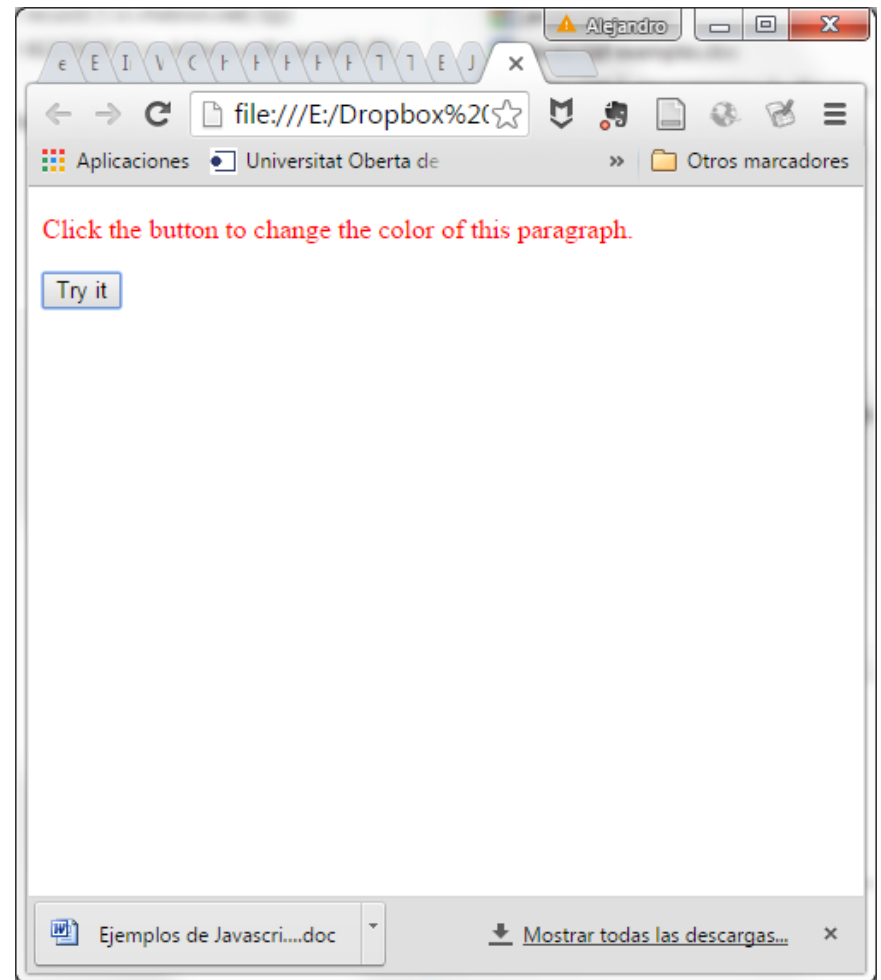 Alejandro
e E I V C F F F F F T T E J
file:///E:/Dropbox%20
Aplicaciones Universitat Oberta de » Otros marcadores
Click the button to change the color of this paragraph.
Try it
Ejemplos de Javascri....doc Mostrar todas las descargas...